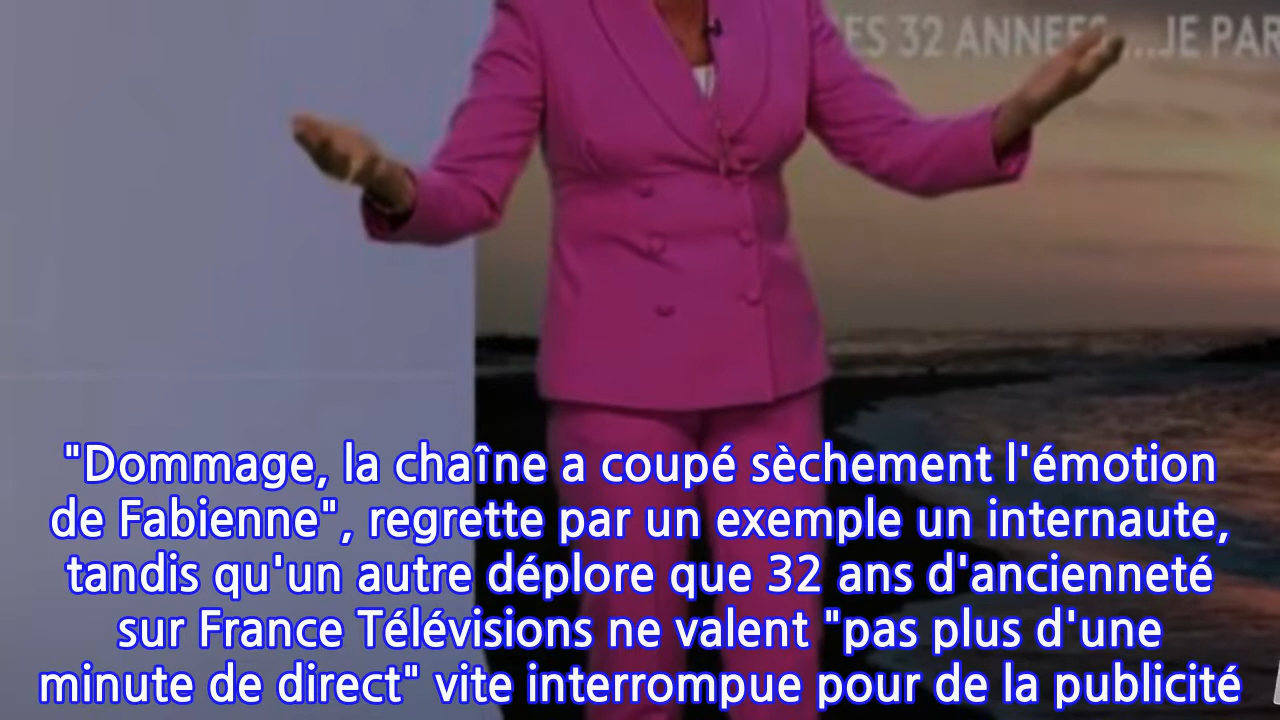 ES 32 ANNEES ...JE PAR
"Dommage, la chaîne a coupé sèchement l'émotion
de Fabienne", regrette par un exemple un internaute,
tandis qu'un autre déplore que 32 ans d'ancienneté
sur France Télévisions ne valent "pas plus d'une
minute de direct" vite interrompue pour de la publicité